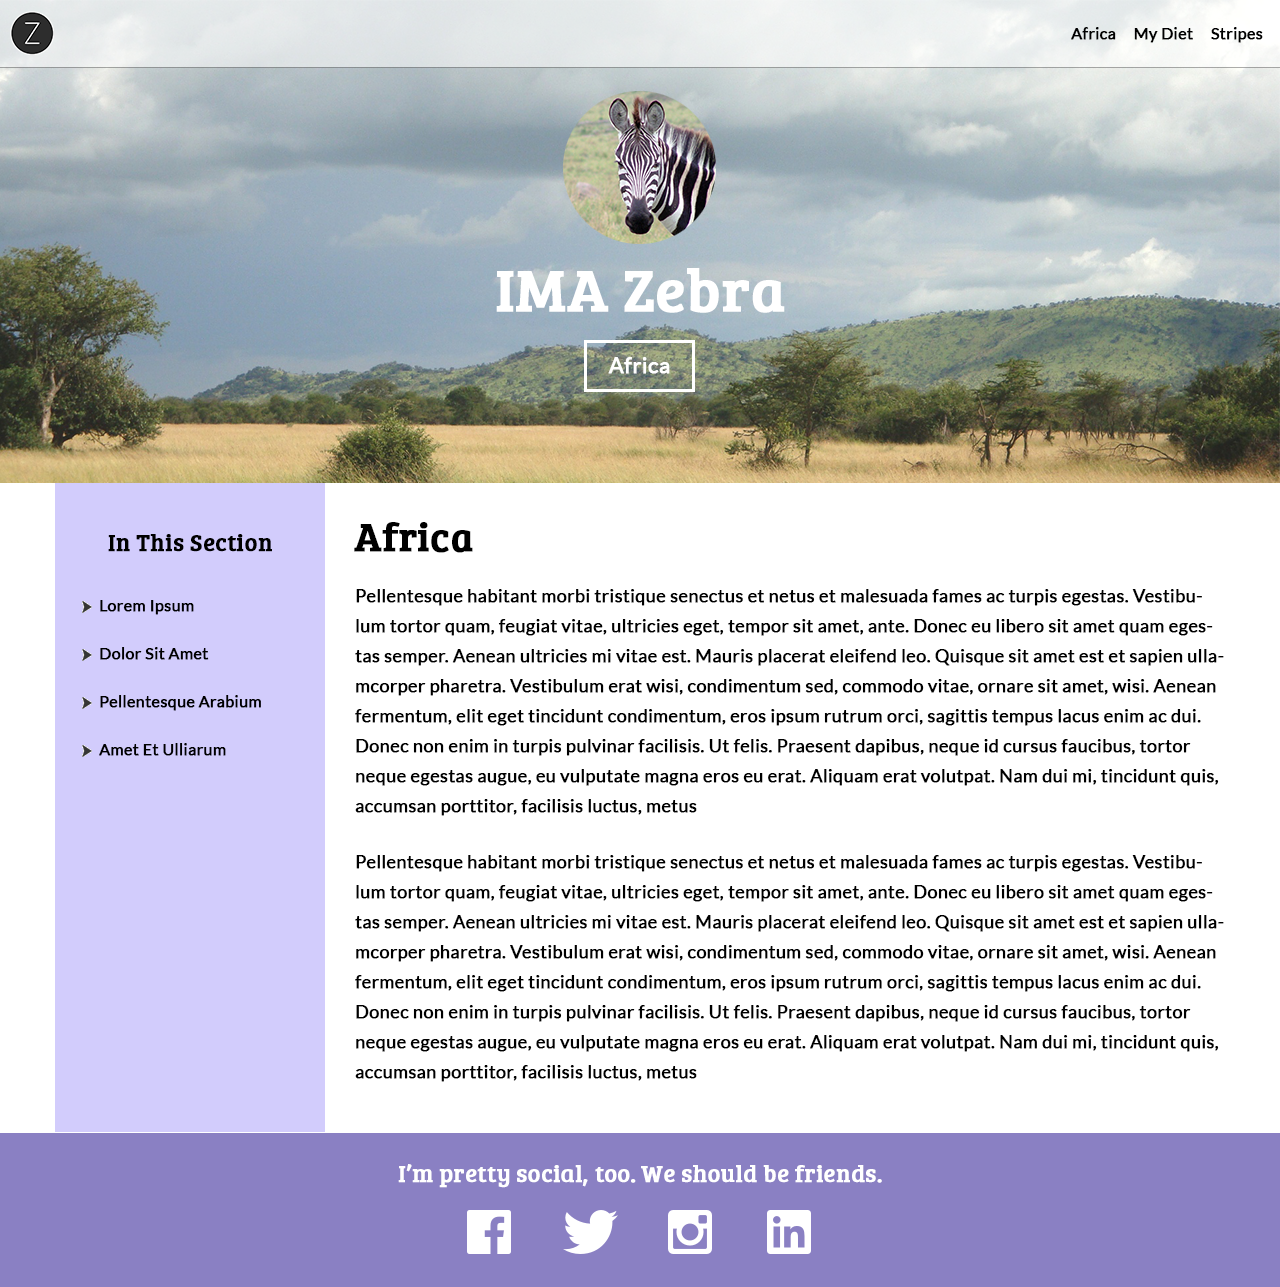 Z
Africa My Diet Stripes
IMA Zebra
Africa
In This Section
Lorem Ipsum
Dolor Sit Amet
Pellentesque Arabium
Amet Et Ulliarum
Africa
Pellentesque habitant morbi tristique senectus et netus et malesuada fames ac turpis egestas. Vestibu-
lum tortor quam, feugiat vitae, ultricies eget, tempor sit amet, ante. Donec eu libero sit amet quam eges-
tas semper. Aenean ultricies mi vitae est. Mauris placerat eleifend leo. Quisque sit amet est et sapien ulla-
mcorper pharetra. Vestibulum erat wisi, condimentum sed, commodo vitae, ornare sit amet, wisi. Aenean
fermentum, elit eget tincidunt condimentum, eros ipsum rutrum orci, sagittis tempus lacus enim ac dui.
Donec non enim in turpis pulvinar facilisis. Ut felis. Praesent dapibus, neque id cursus faucibus, tortor
neque egestas augue, eu vulputate magna eros eu erat. Aliquam erat volutpat. Nam dui mi, tincidunt quis,
accumsan porttitor, facilisis luctus, metus
Pellentesque habitant morbi tristique senectus et netus et malesuada fames ac turpis egestas. Vestibu-
lum tortor quam, feugiat vitae, ultricies eget, tempor sit amet, ante. Donec eu libero sit amet quam eges-
tas semper. Aenean ultricies mi vitae est. Mauris placerat eleifend leo. Quisque sit amet est et sapien ulla-
mcorper pharetra. Vestibulum erat wisi, condimentum sed, commodo vitae, ornare sit amet, wisi. Aenean
fermentum, elit eget tincidunt condimentum, eros ipsum rutrum orci, sagittis tempus lacus enim ac dui.
Donec non enim in turpis pulvinar facilisis. Ut felis. Praesent dapibus, neque id cursus faucibus, tortor
neque egestas augue, eu vulputate magna eros eu erat. Aliquam erat volutpat. Nam dui mi, tincidunt quis,
accumsan porttitor, facilisis luctus, metus
I'm pretty social, too. We should be friends.